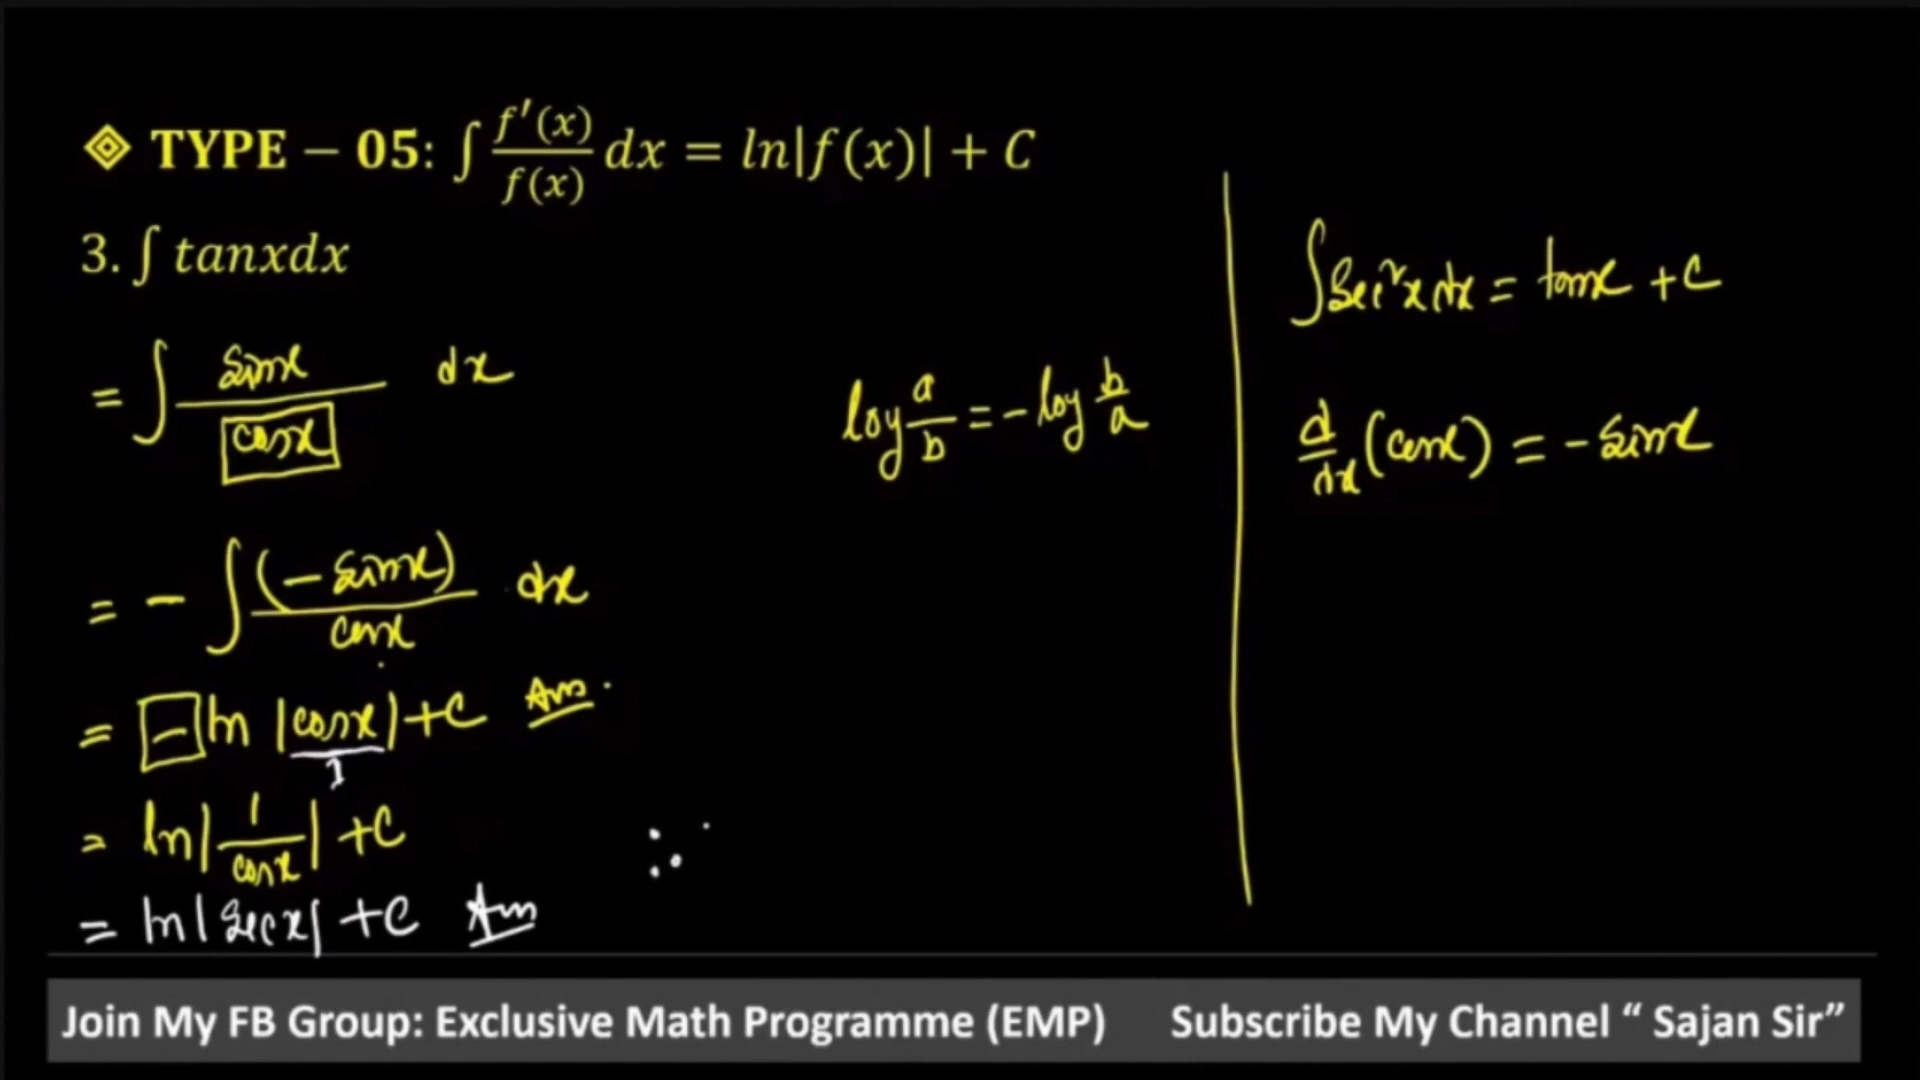 TYPE – 05: ∫ f′(x)/f(x) dx = ln|f(x)| + C
3. ∫ tanxdx
= ∫ sinx/cosx dx
= - ∫ (-sinx)/cosx dx
= - ln |cosx| + c Ans.
1
= ln |1/cosx| + c
= ln |secx| + c Ans
log a/b = - log b/a
∫ sec²x dx = tanx + c
d/dx (cosx) = - sinx
Join My FB Group: Exclusive Math Programme (EMP) Subscribe My Channel “ Sajan Sir”